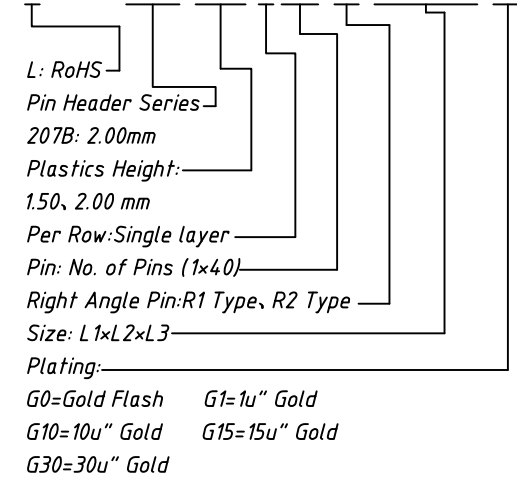 L: RoHS
Pin Header Series
207B: 2.00mm
Plastics Height:
1.50、2.00 mm
Per Row:Single layer
Pin: No. of Pins (1×40)
Right Angle Pin:R1 Type、R2 Type
Size: L1×L2×L3
Plating:
G0=Gold Flash G1=1u" Gold
G10=10u" Gold G15=15u" Gold
G30=30u" Gold